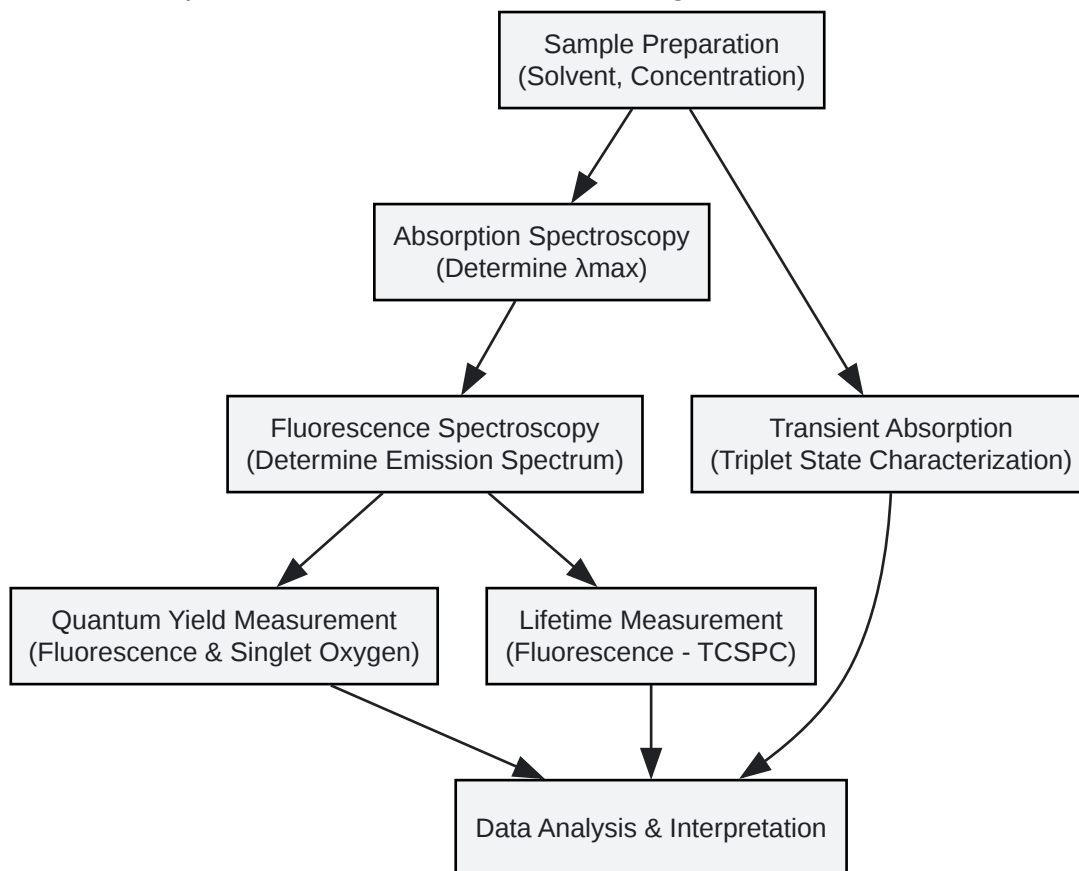 Sample Preparation
(Solvent, Concentration)
Absorption Spectroscopy
(Determine λmax)
Fluorescence Spectroscopy
(Determine Emission Spectrum)
Transient Absorption
(Triplet State Characterization)
Quantum Yield Measurement
(Fluorescence & Singlet Oxygen)
Lifetime Measurement
(Fluorescence - TCSPC)
Data Analysis & Interpretation